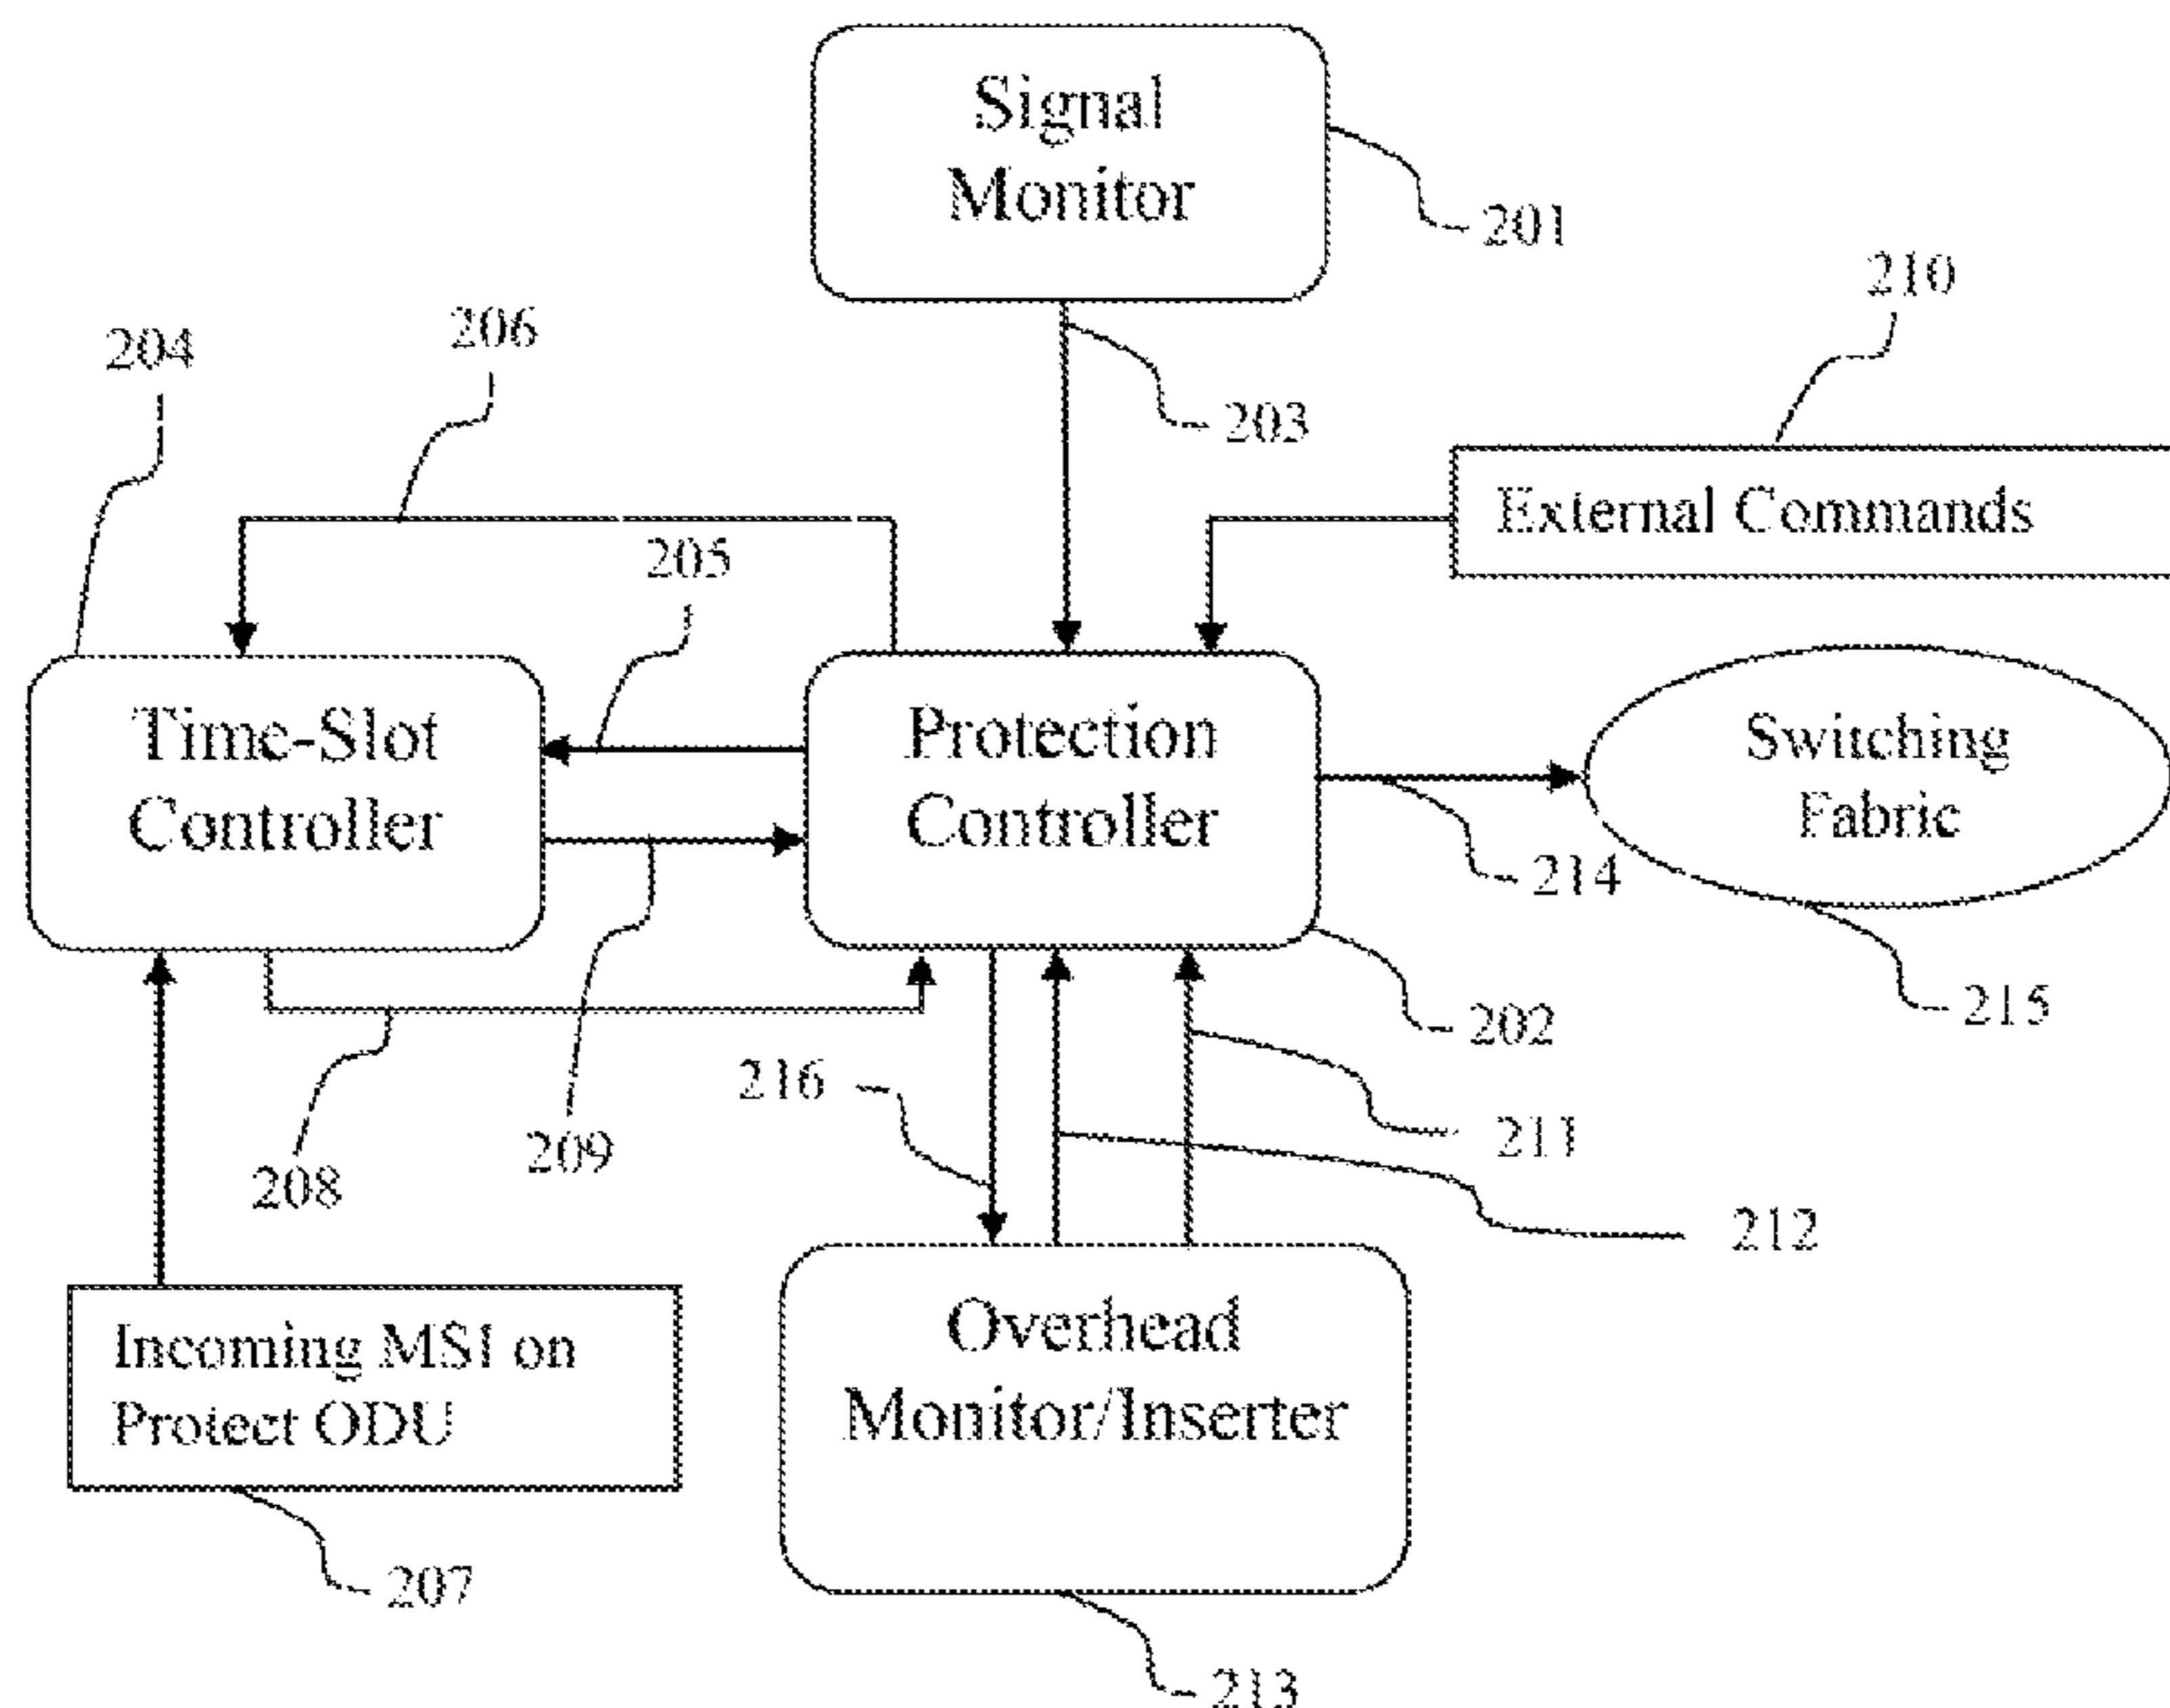 Signal
Monitor
201
210
206
204
203
External Commands
205
Time-Slot
Controller
Protection
Controller
Switching
Fabric
214
215
202
216
211
209
208
212
Incoming MSI on
Protect ODU
Overhead
Monitor/Inserter
207
213